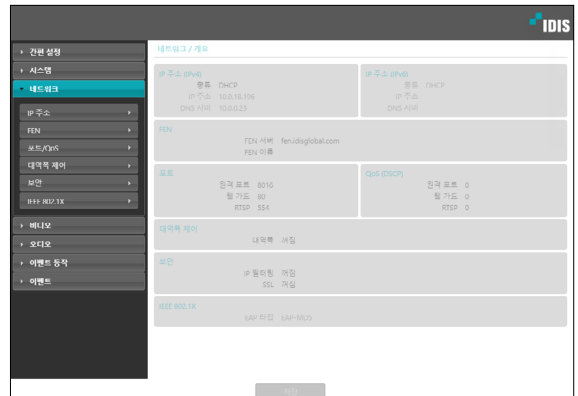 IDIS
간편 설정
시스템
네트워크
IP 주소
FEN
포트/QoS
대역폭 제어
보안
IEEE 802.1X
비디오
오디오
이벤트 동작
이벤트
네트워크 / 개요
IP 주소 (IPv4)
종류 DHCP
IP 주소 10.0.18.106
DNS 서버 10.0.0.23
IP 주소 (IPv6)
종류 DHCP
IP 주소
DNS 서버
FEN
FEN 서버 fen.idisglobal.com
FEN 이름
포트
원격 포트 8016
웹 가드 80
RTSP 554
QoS (DSCP)
원격 포트 0
웹 가드 0
RTSP 0
대역폭 제어
대역폭 꺼짐
보안
IP 필터링 꺼짐
SSL 꺼짐
IEEE 802.1X
EAP 타입 EAP-MD5
저장